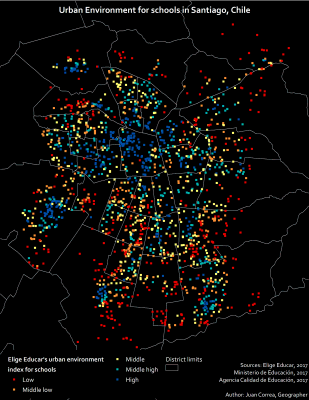 Urban Environment for schools in Santiago, Chile
Elige Educar's urban environment
index for schools
Low
Middle low
Middle
Middle high
High
District limits
Sources: Elige Educar, 2017
Ministerio de Educación, 2017
Agencia Calidad de Educación, 2017
Author: Juan Correa, Geographer